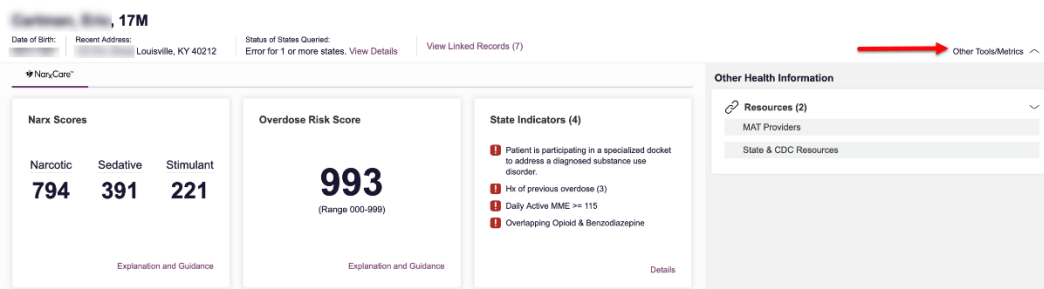 , 17M
Date of Birth:
Recent Address:
Louisville, KY 40212
Status of States Queried:
Error for 1 or more states. View Details
View Linked Records (7)
Other Tools/Metrics
NarxCare®
Narx Scores
Narcotic Sedative Stimulant
794 391 221
Explanation and Guidance
Overdose Risk Score
993
(Range 000-999)
Explanation and Guidance
State Indicators (4)
Patient is participating in a specialized docket
to address a diagnosed substance use
disorder.
Hx of previous overdose (3)
Daily Active MME >= 115
Overlapping Opioid & Benzodiazepine
Details
Other Health Information
Resources (2)
MAT Providers
State & CDC Resources